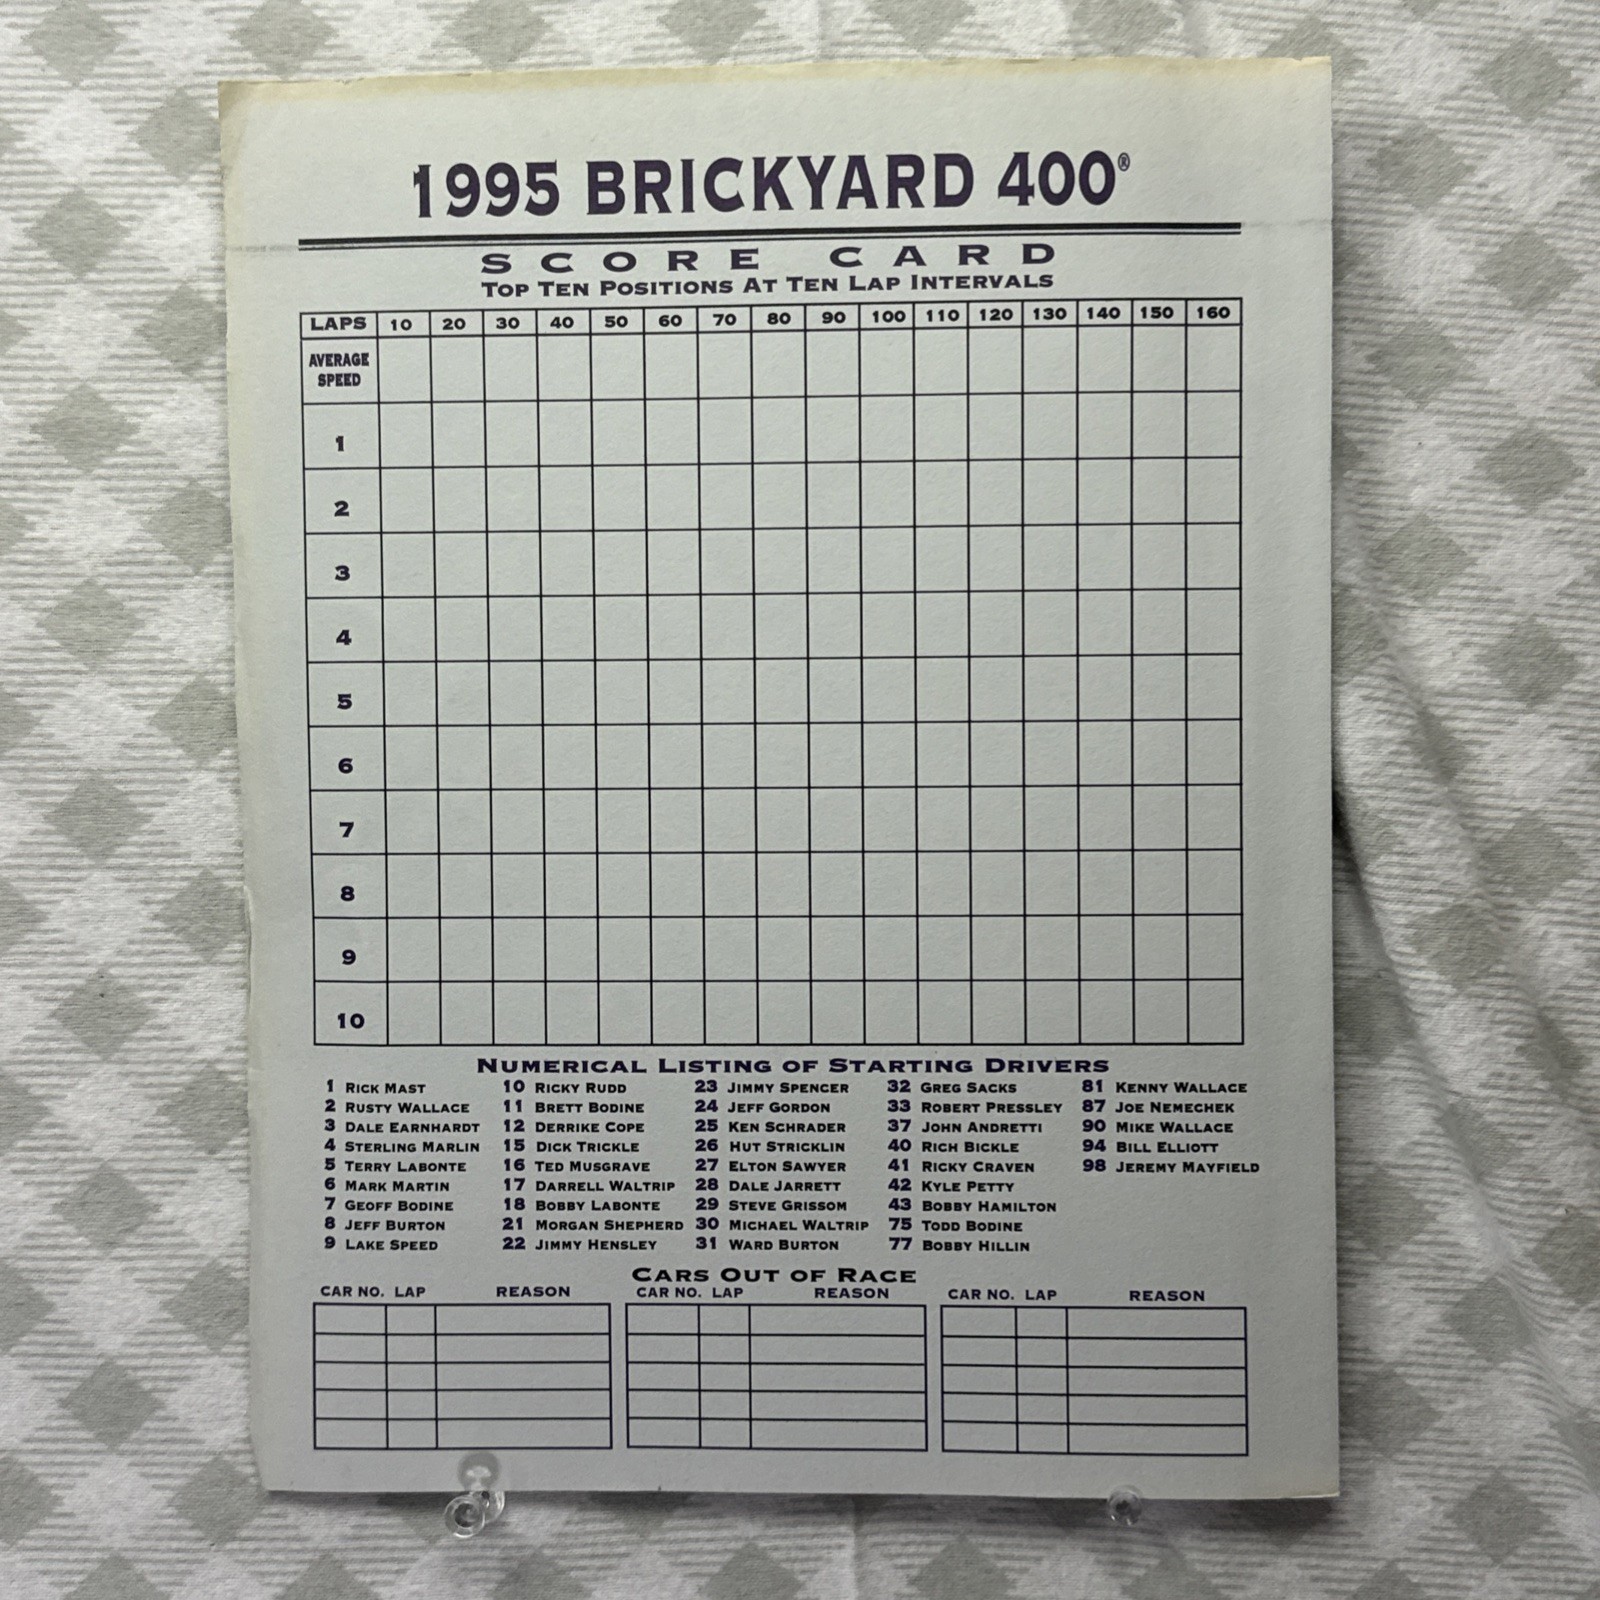 1995 BRICKYARD 400®
SCORE CARD
TOP TEN POSITIONS AT TEN LAP INTERVALS
LAPS 10 20 30 40 50 60 70 80 90 100 110 120 130 140 150 160
AVERAGE
SPEED
1
2
3
4
5
6
7
8
9
10
NUMERICAL LISTING OF STARTING DRIVERS
1 RICK MAST 10 RICKY RUDD 23 JIMMY SPENCER 32 GREG SACKS 81 KENNY WALLACE
2 RUSTY WALLACE 11 BRETT BODINE 24 JEFF GORDON 33 ROBERT PRESSLEY 87 JOE NEMECHEK
3 DALE EARNHARDT 12 DERRIKE COPE 25 KEN SCHRADER 37 JOHN ANDRETTI 90 MIKE WALLACE
4 STERLING MARLIN 15 DICK TRICKLE 26 HUT STRICKLIN 40 RICH BICKLE 94 BILL ELLIOTT
5 TERRY LABONTE 16 TED MUSGRAVE 27 ELTON SAWYER 41 RICKY CRAVEN 98 JEREMY MAYFIELD
6 MARK MARTIN 17 DARRELL WALTRIP 28 DALE JARRETT 42 KYLE PETTY
7 GEOFF BODINE 18 BOBBY LABONTE 29 STEVE GRISSOM 43 BOBBY HAMILTON
8 JEFF BURTON 21 MORGAN SHEPHERD 30 MICHAEL WALTRIP 75 TODD BODINE
9 LAKE SPEED 22 JIMMY HENSLEY 31 WARD BURTON 77 BOBBY HILLIN
CARS OUT OF RACE
CAR NO. LAP REASON CAR NO. LAP REASON CAR NO. LAP REASON